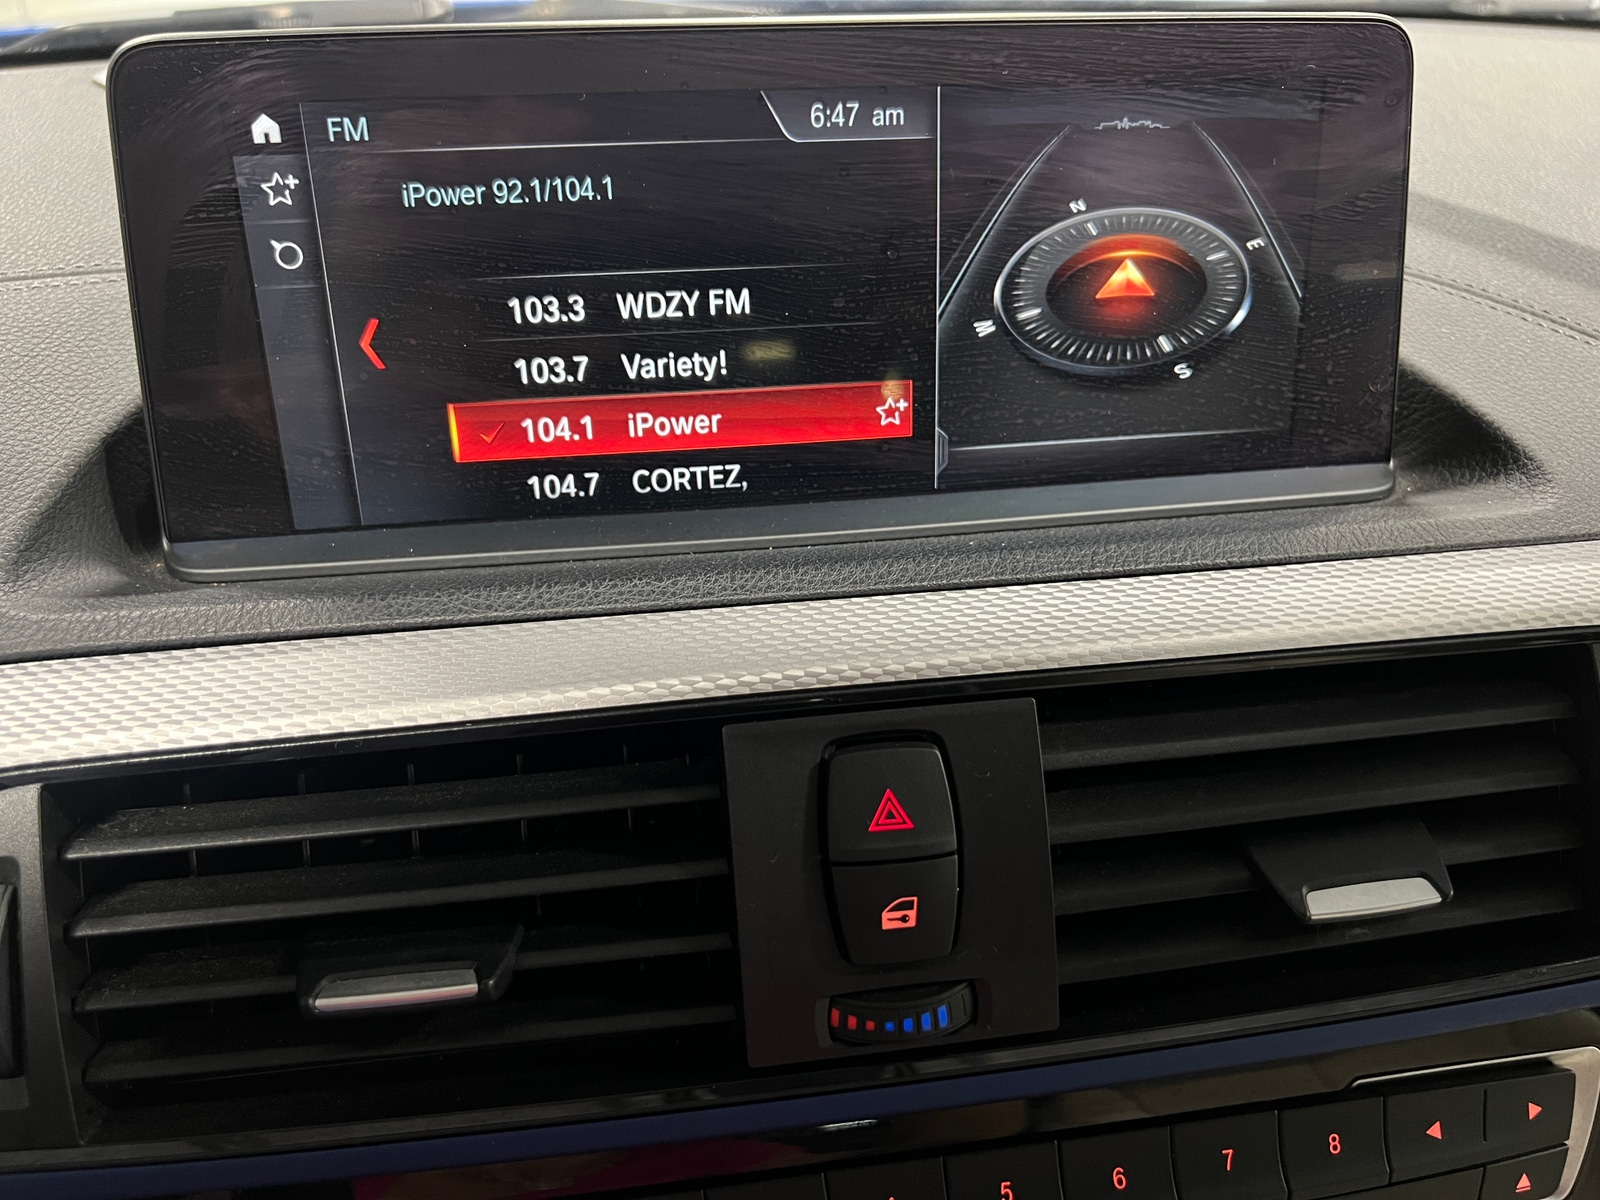 FM
6:47 am
iPower 92.1/104.1
103.3 WDZY FM
103.7 Variety!
104.1 iPower
104.7 CORTEZ,
N
E
W
S
5
6
7
8